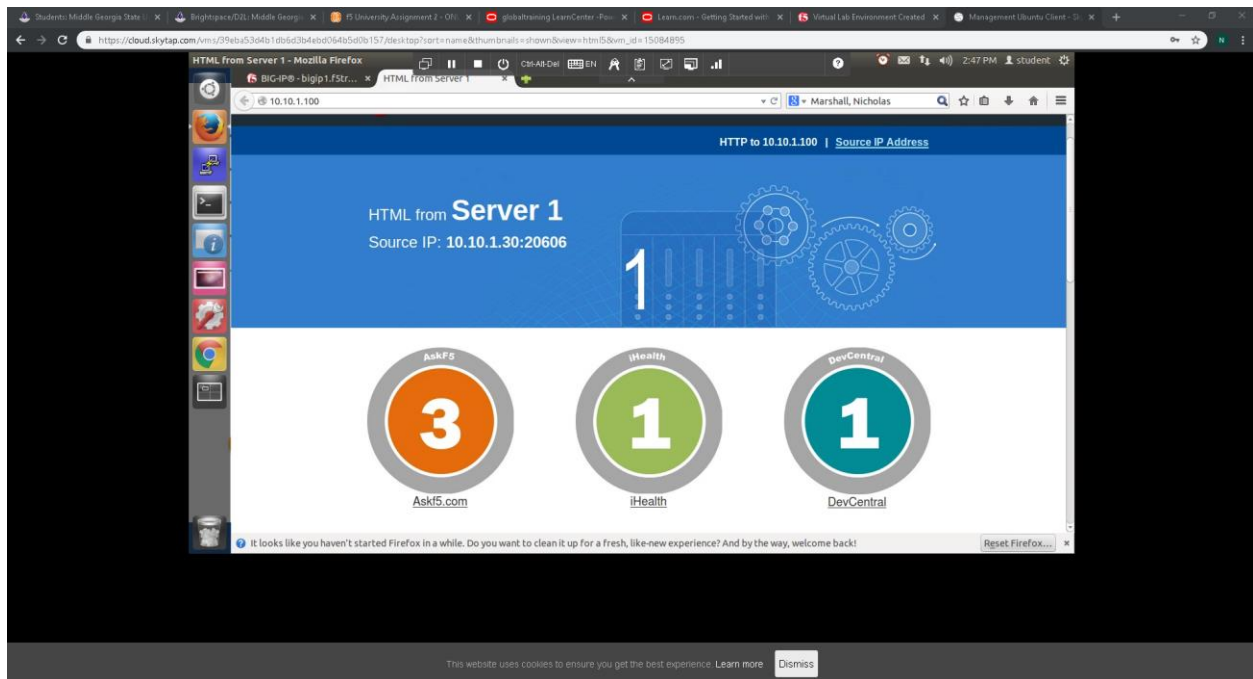 Students: Middle Georgia State U
Brightspace/D2L: Middle Georgia
f5 University Assignment 2 - ONL
globaltraining LearnCenter -Pow
Learn.com - Getting Started with
Virtual Lab Environment Created
Management Ubuntu Client - Sk
https://cloud.skytap.com/vms/39eba53d4b1db6d3b4ebd064b5d0b157/desktop?sort=name&thumbnails=shown&view=html5&vm_id=15084895
N
HTML from Server 1 - Mozilla Firefox
Ctrl-Alt-Del
EN
2:47 PM
student
BIG-IP® - bigip1.f5tr...
HTML from Server 1
10.10.1.100
Marshall, Nicholas
HTTP to 10.10.1.100 | Source IP Address
HTML from Server 1
Source IP: 10.10.1.30:20606
1
AskF5
iHealth
DevCentral
3
1
1
Askf5.com
iHealth
DevCentral
It looks like you haven't started Firefox in a while. Do you want to clean it up for a fresh, like-new experience? And by the way, welcome back!
Reset Firefox...
This website uses cookies to ensure you get the best experience. Learn more
Dismiss